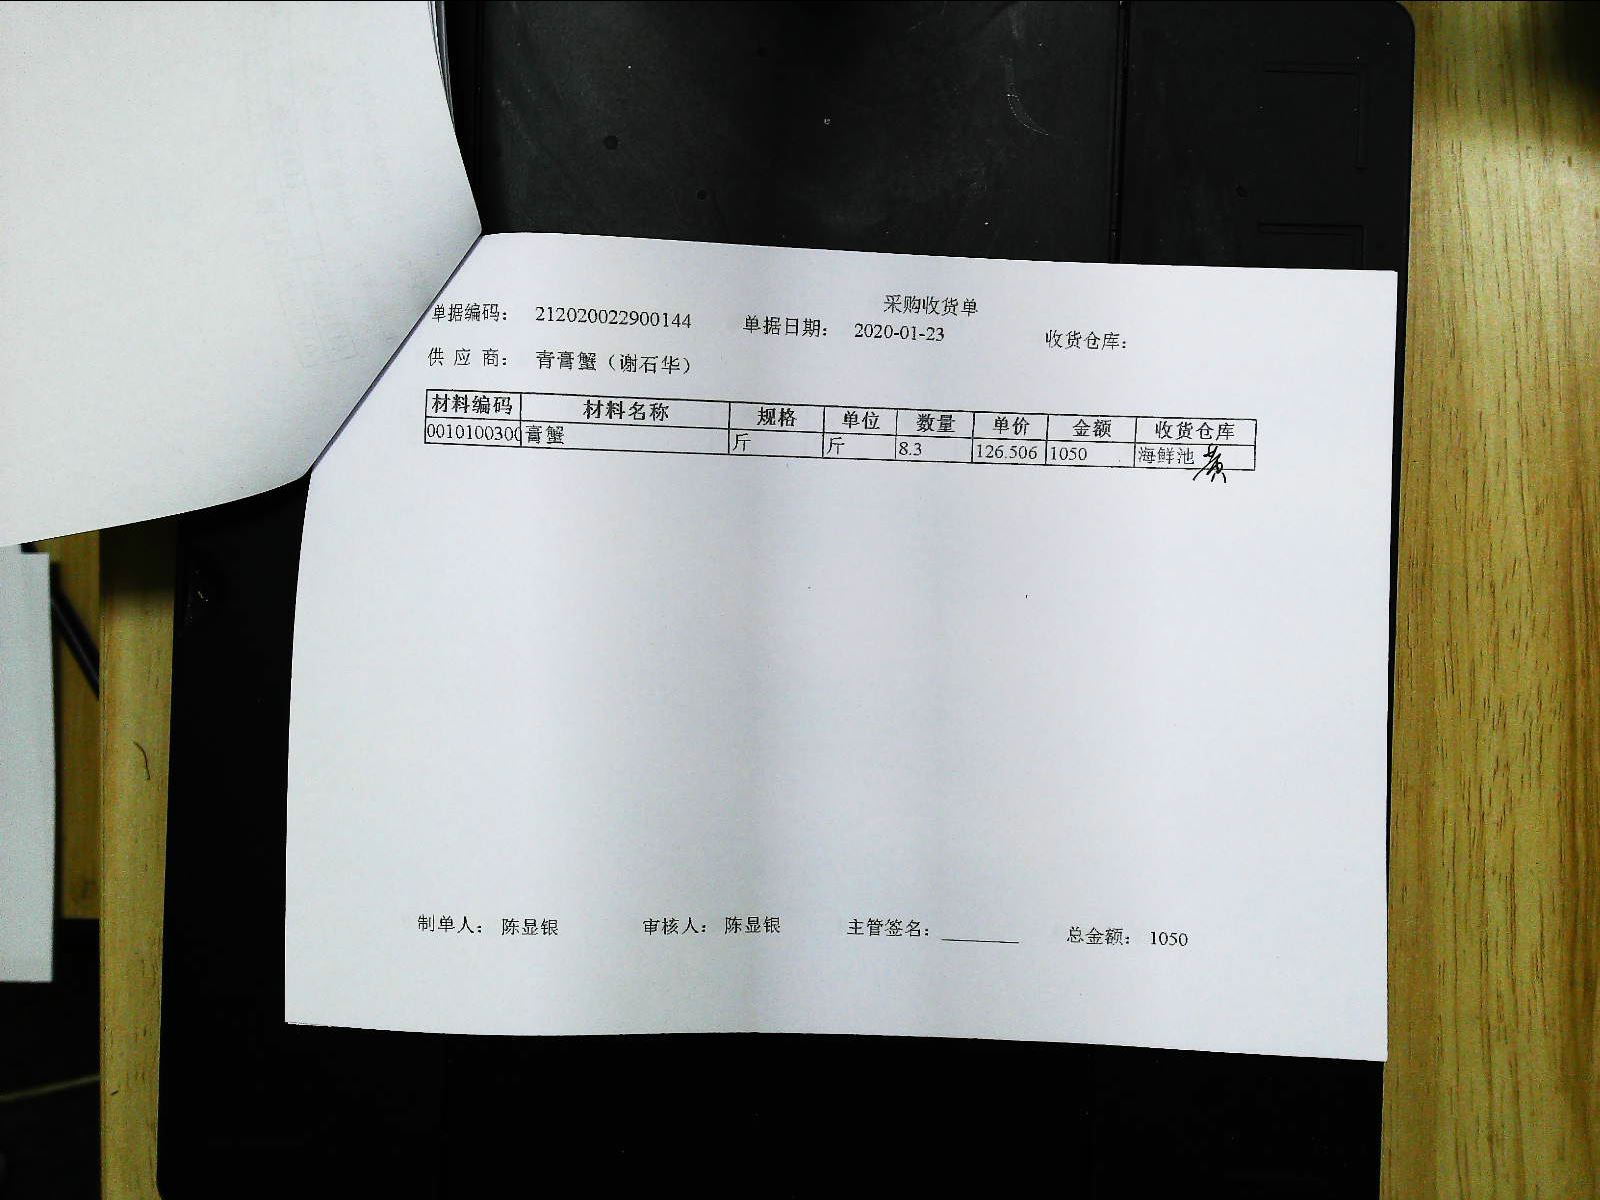 采购收货单
单据编码： 212020022900144 单据日期： 2020-01-23 收货仓库：
供 应 商： 青膏蟹（谢石华）
材料编码 材料名称 规格 单位 数量 单价 金额 收货仓库
0010100300 膏蟹 斤 斤 8.3 126.506 1050 海鲜池 黄
制单人： 陈显银 审核人： 陈显银 主管签名： 总金额： 1050